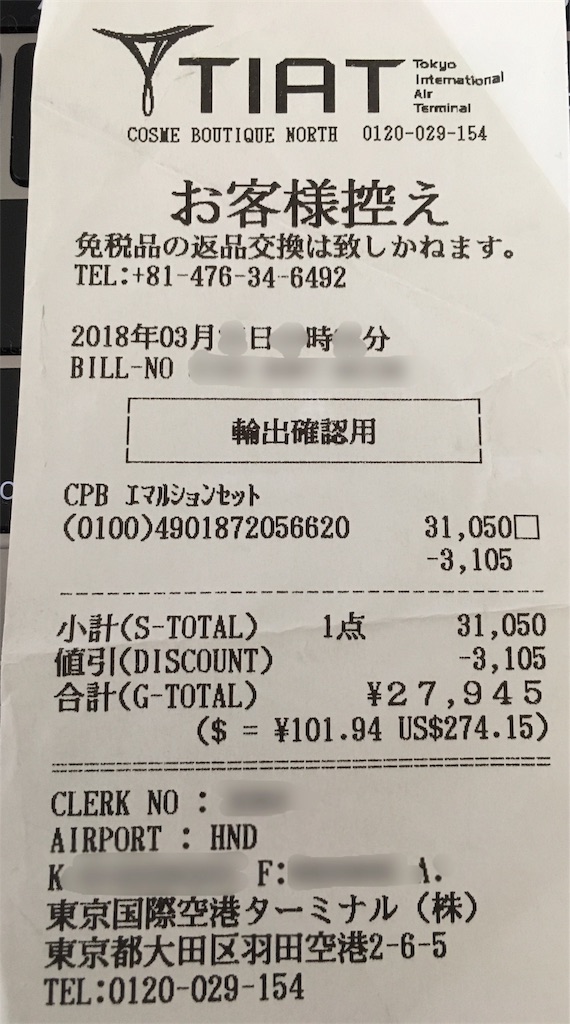 TIAT Tokyo
International
Air
Terminal
COSME BOUTIQUE NORTH 0120-029-154
お客様控え
免税品の返品交換は致しかねます。
TEL:+81-476-34-6492
2018年03月 日 時 分
BILL-NO
輸出確認用
CPB ｴﾏﾙｼｮﾝｾｯﾄ
(0100)4901872056620 31,050□
-3,105
小計(S-TOTAL) 1点 31,050
値引(DISCOUNT) -3,105
合計(G-TOTAL) ¥27,945
($ = ¥101.94 US$274.15)
CLERK NO :
AIRPORT : HND
K F: A.
東京国際空港ターミナル（株）
東京都大田区羽田空港2-6-5
TEL:0120-029-154